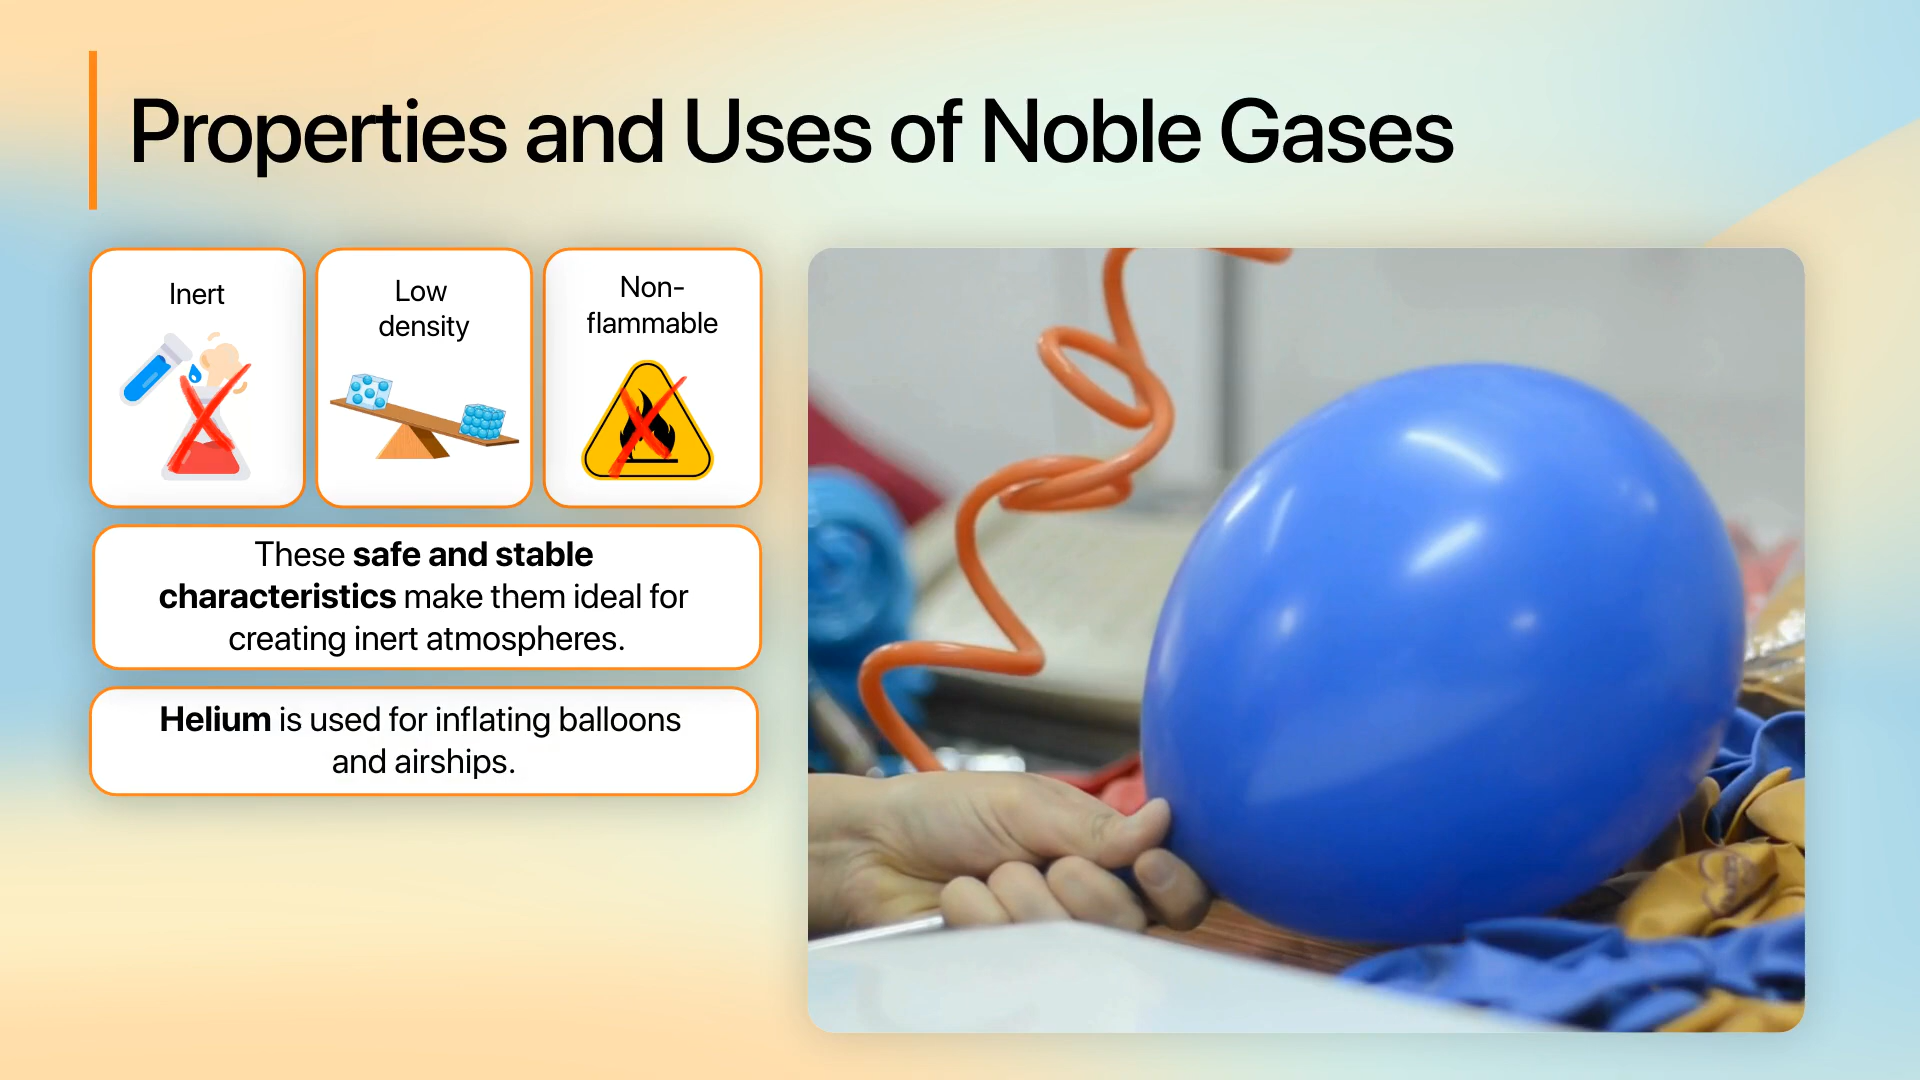 Properties and Uses of Noble Gases
Inert
Low
density
Non-
flammable
These safe and stable
characteristics make them ideal for
creating inert atmospheres.
Helium is used for inflating balloons
and airships.